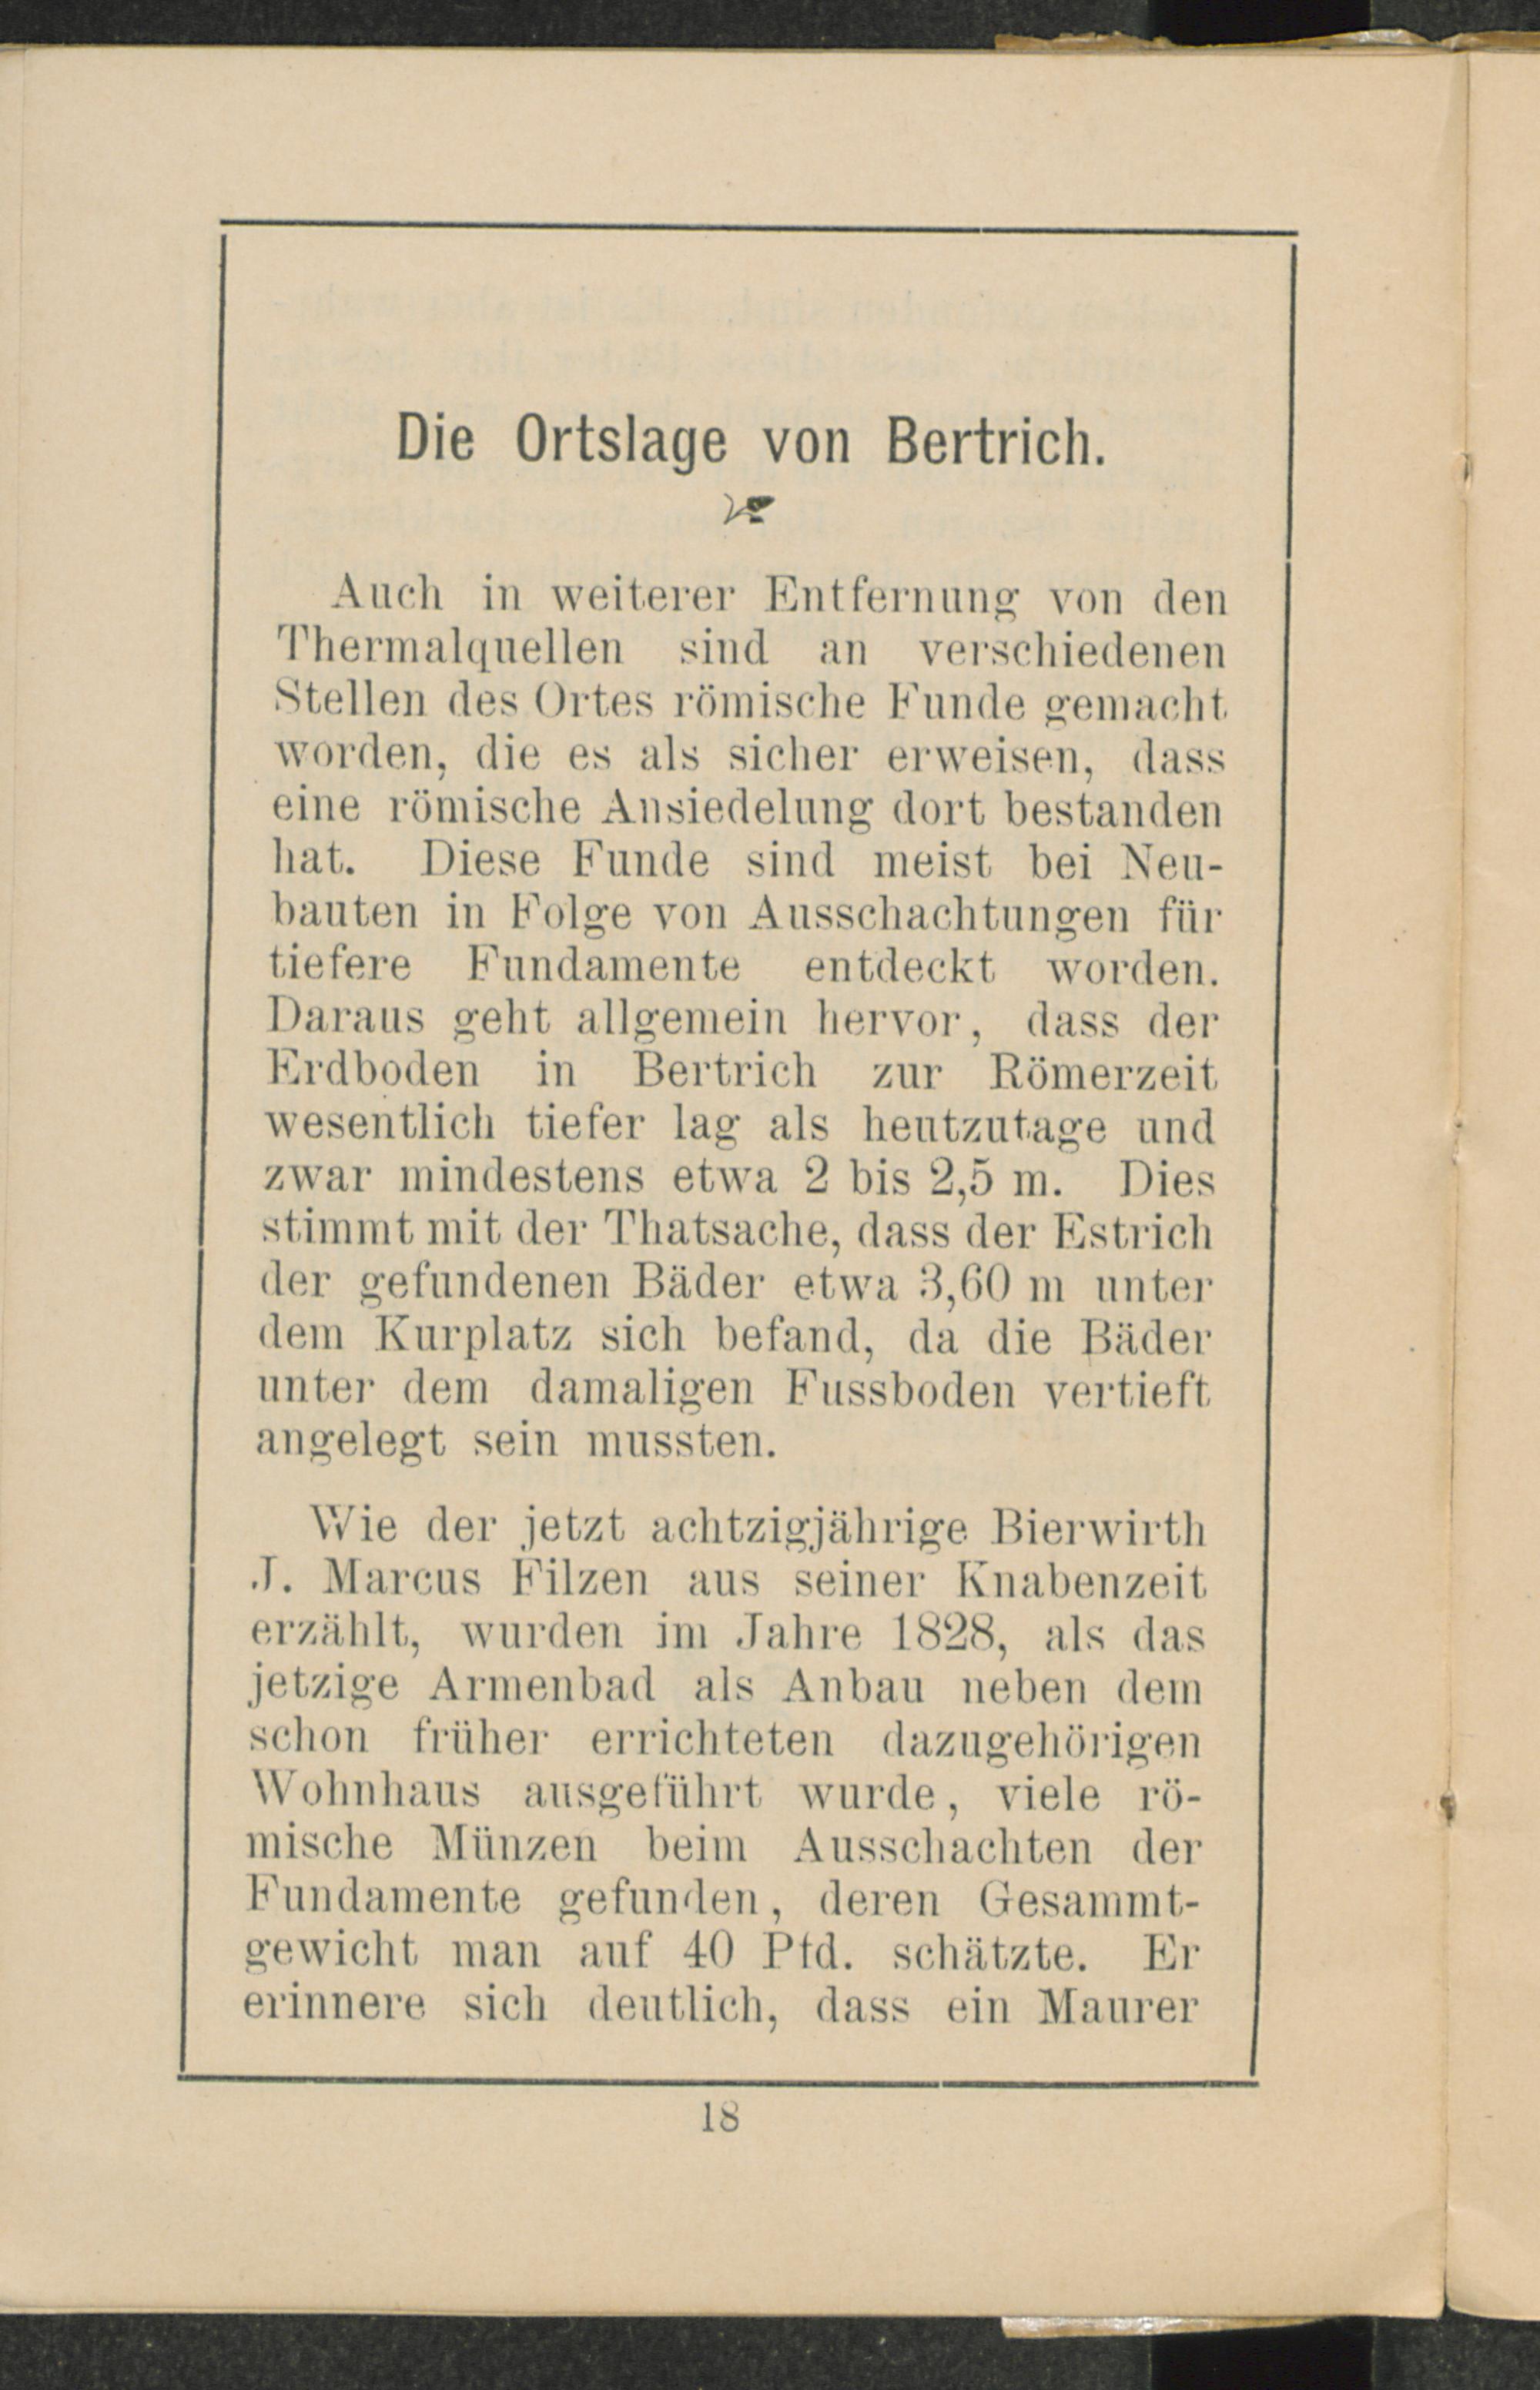 Die Ortslage von Bertrich.
Auch in weiterer Entfernung von den
Thermalquellen sind an verschiedenen
Stellen des Ortes römische Funde gemacht
worden, die es als sicher erweisen, dass
eine römische Ansiedelung dort bestanden
hat. Diese Funde sind meist bei Neu-
bauten in Folge von Ausschachtungen für
tiefere Fundamente entdeckt worden.
Daraus geht allgemein hervor, dass der
Erdboden in Bertrich zur Römerzeit
wesentlich tiefer lag als heutzutage und
zwar mindestens etwa 2 bis 2,5 m. Dies
stimmt mit der Thatsache, dass der Estrich
der gefundenen Bäder etwa 3,60 m unter
dem Kurplatz sich befand, da die Bäder
unter dem damaligen Fussboden vertieft
angelegt sein mussten.
Wie der jetzt achtzigjährige Bierwirth
J. Marcus Filzen aus seiner Knabenzeit
erzählt, wurden im Jahre 1828, als das
jetzige Armenbad als Anbau neben dem
schon früher errichteten dazugehörigen
Wohnhaus ausgeführt wurde, viele rö-
mische Münzen beim Ausschachten der
Fundamente gefunden, deren Gesammt-
gewicht man auf 40 Pfd. schätzte. Er
erinnere sich deutlich, dass ein Maurer
18